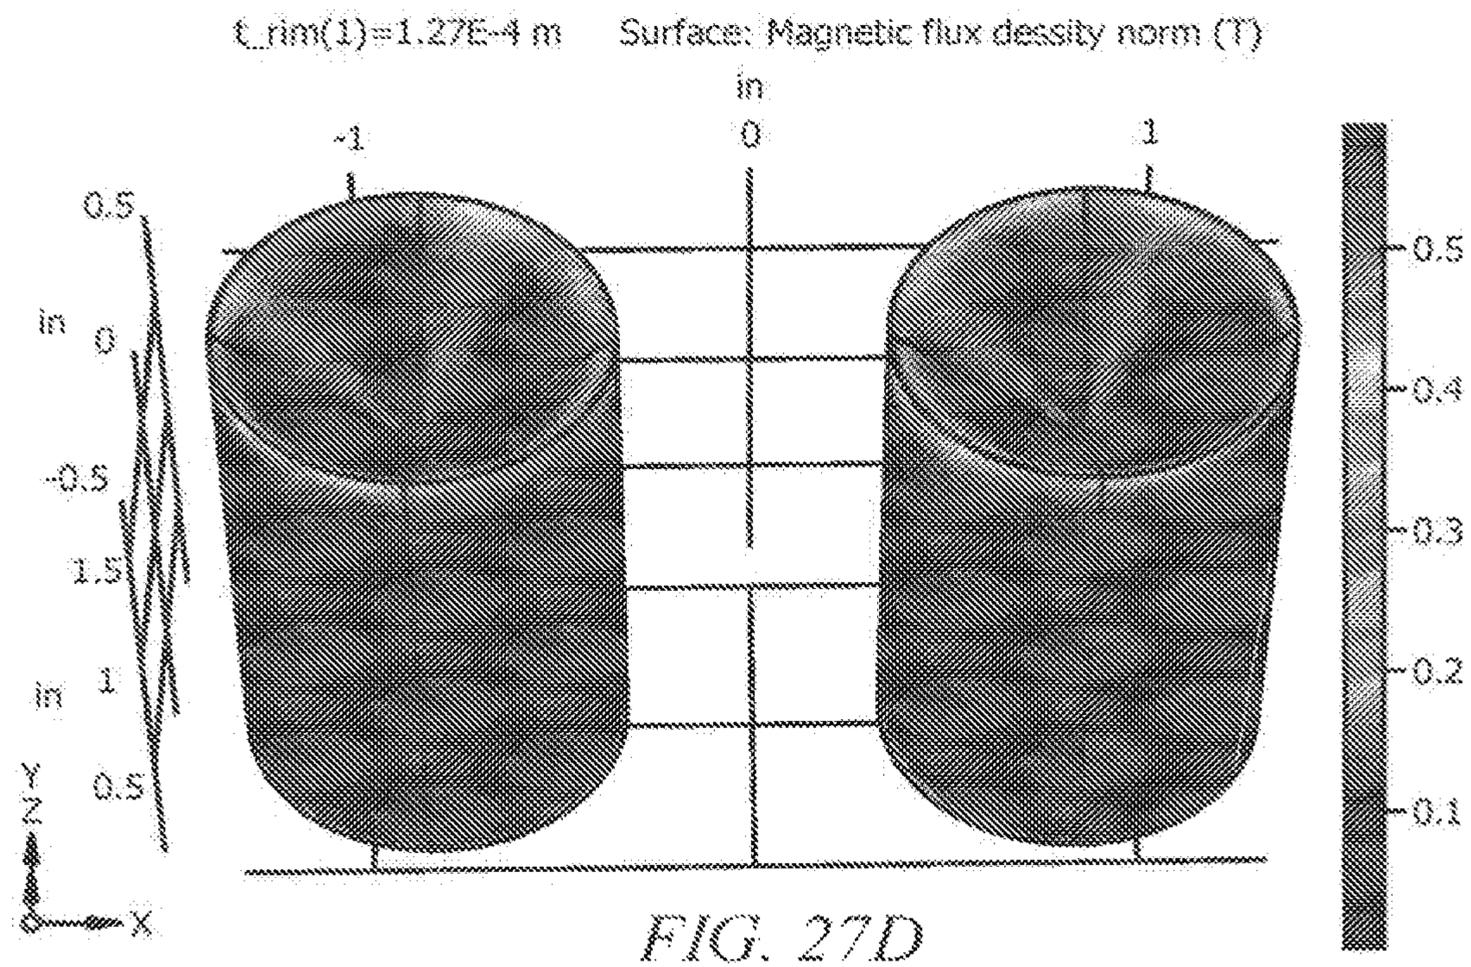 t_rim(1)=1.27E-4 m Surface: Magnetic flux dessity norm (T)
in
-1 0 1
0.5
in 0
-0.5
1.5
in 1
0.5
0.5
0.4
0.3
0.2
0.1
Y
Z
X
FIG. 27D